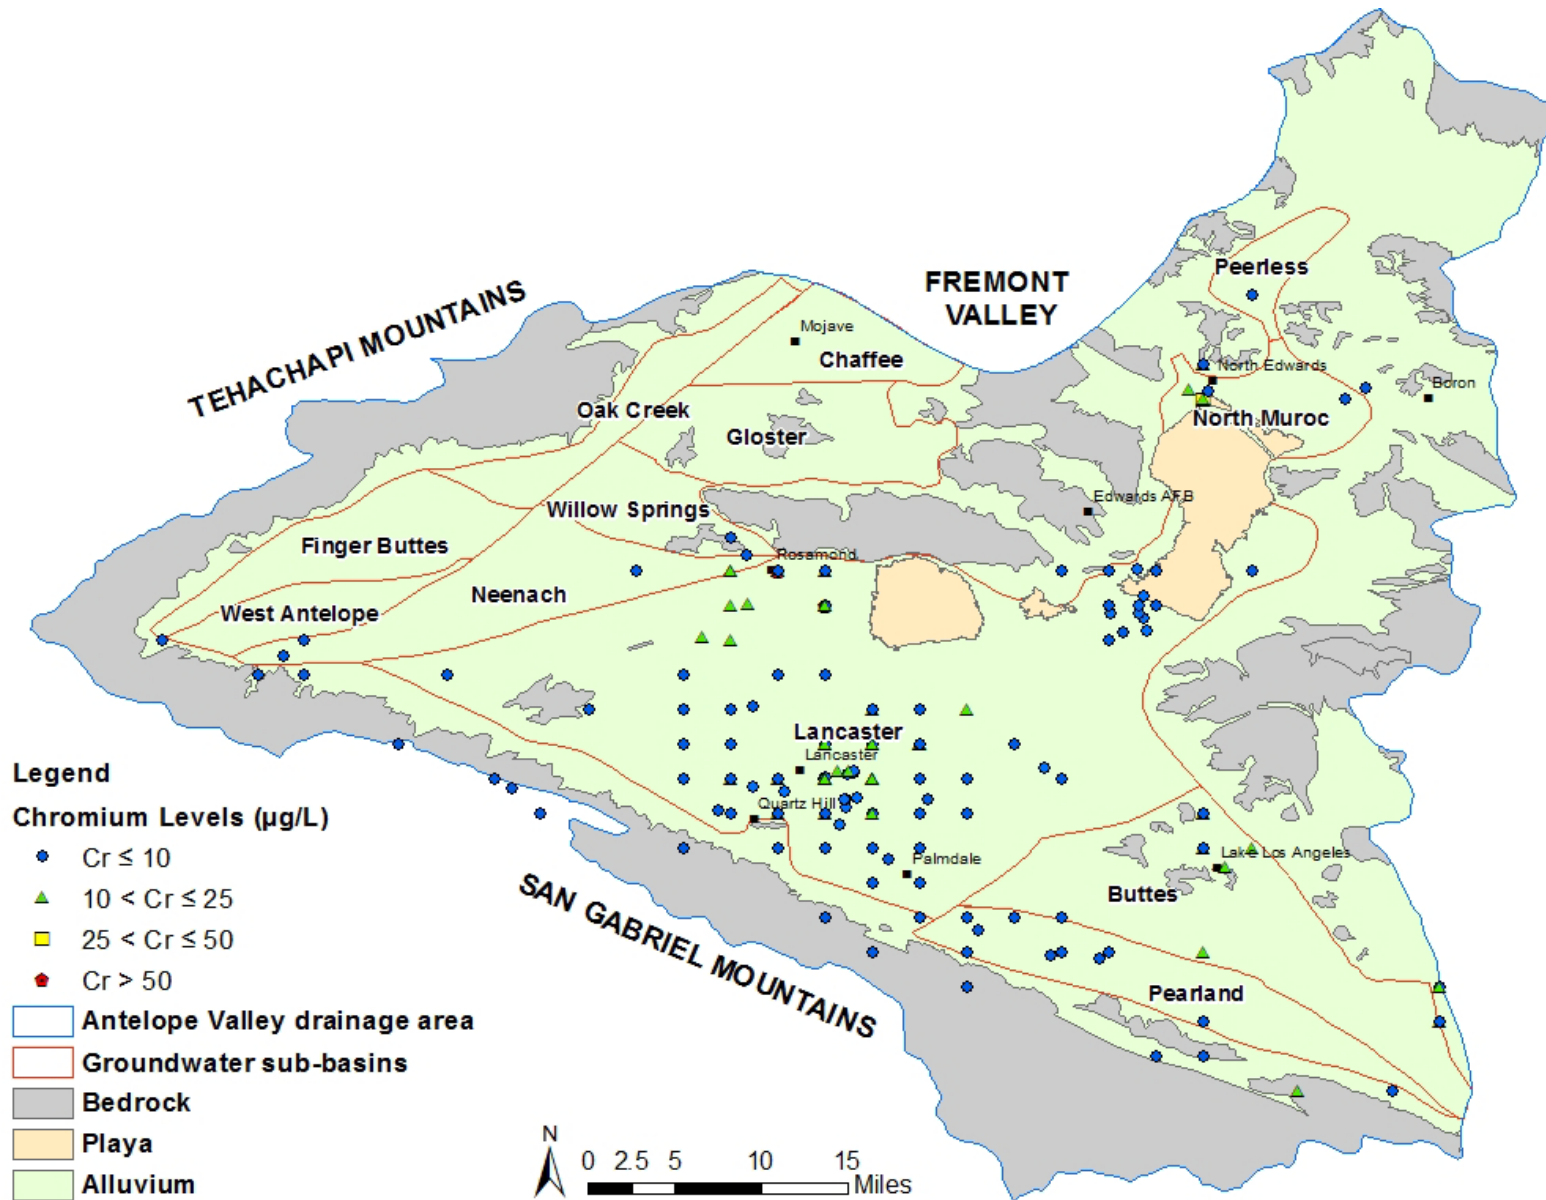 FREMONT
VALLEY
Peerless
TEHACHAPI MOUNTAINS
Mojave
Chaffee
North Edwards
Boron
Oak Creek
North Muroc
Gloster
Edwards AFB
Willow Springs
Finger Buttes
Rosamond
Neenach
West Antelope
Lancaster
Lancaster
Quartz Hill
Palmdale
Lake Los Angeles
Buttes
SAN GABRIEL MOUNTAINS
Pearland
Legend
Chromium Levels (µg/L)
Cr ≤ 10
10 < Cr ≤ 25
25 < Cr ≤ 50
Cr > 50
Antelope Valley drainage area
Groundwater sub-basins
Bedrock
Playa
Alluvium
N
0 2.5 5 10 15
Miles